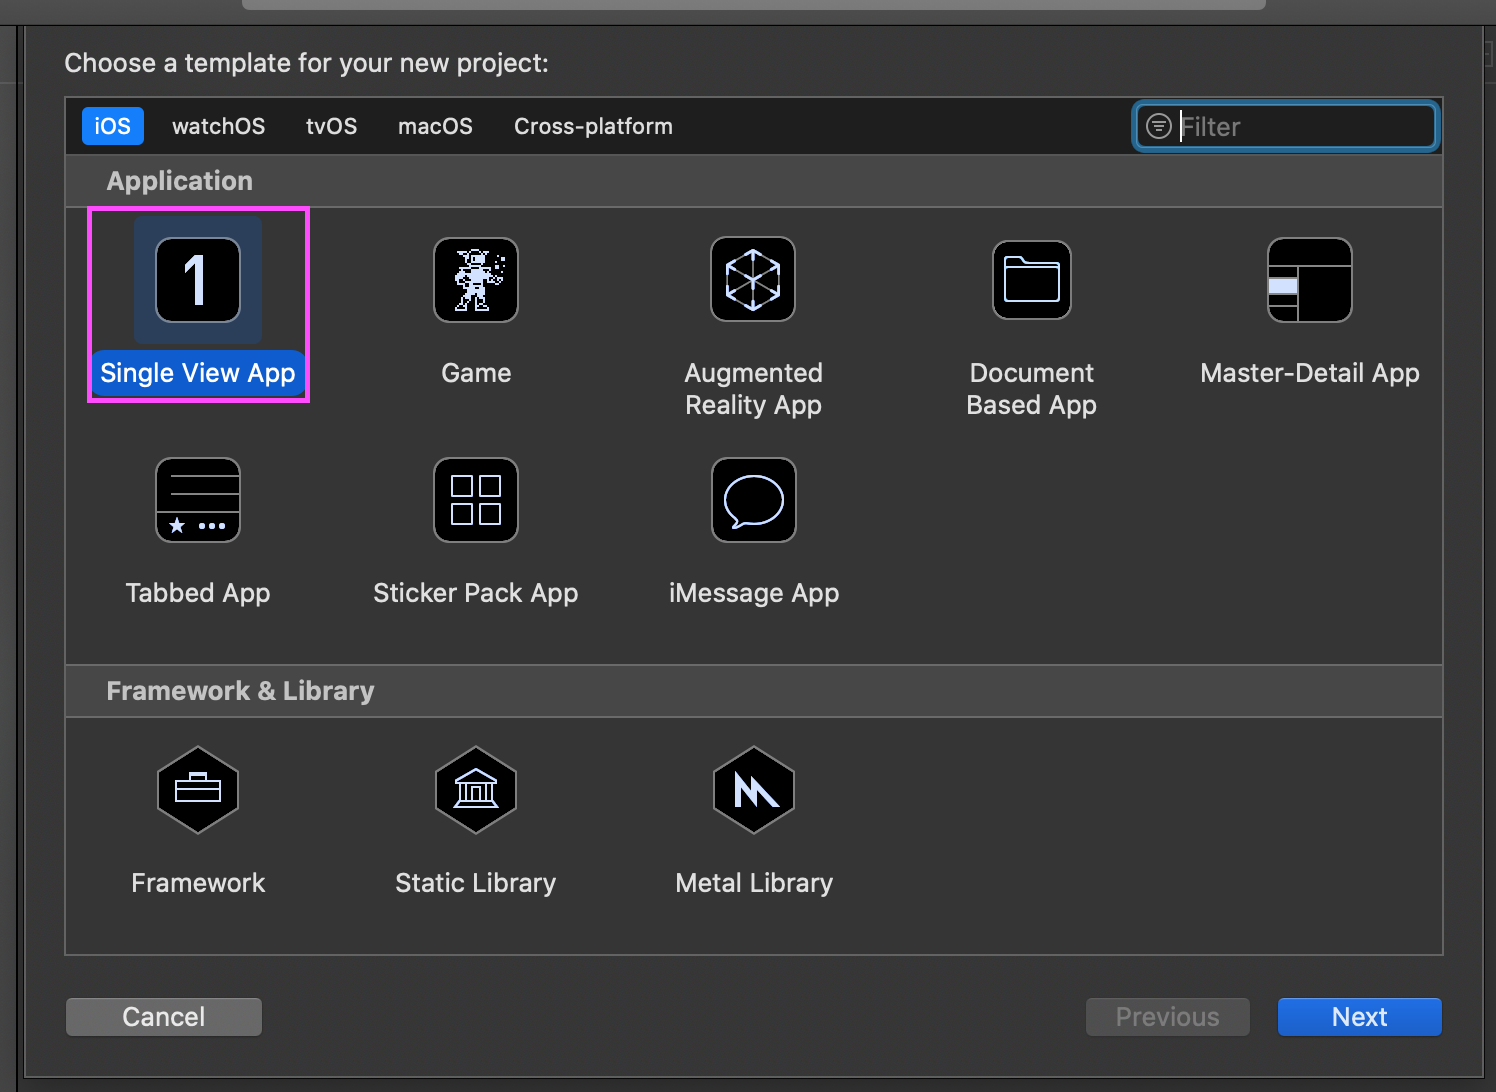 Choose a template for your new project:
iOS watchOS tvOS macOS Cross-platform Filter
Application
1
Single View App Game Augmented Reality App Document Based App Master-Detail App
Tabbed App Sticker Pack App iMessage App
Framework & Library
Framework Static Library Metal Library
Cancel Previous Next